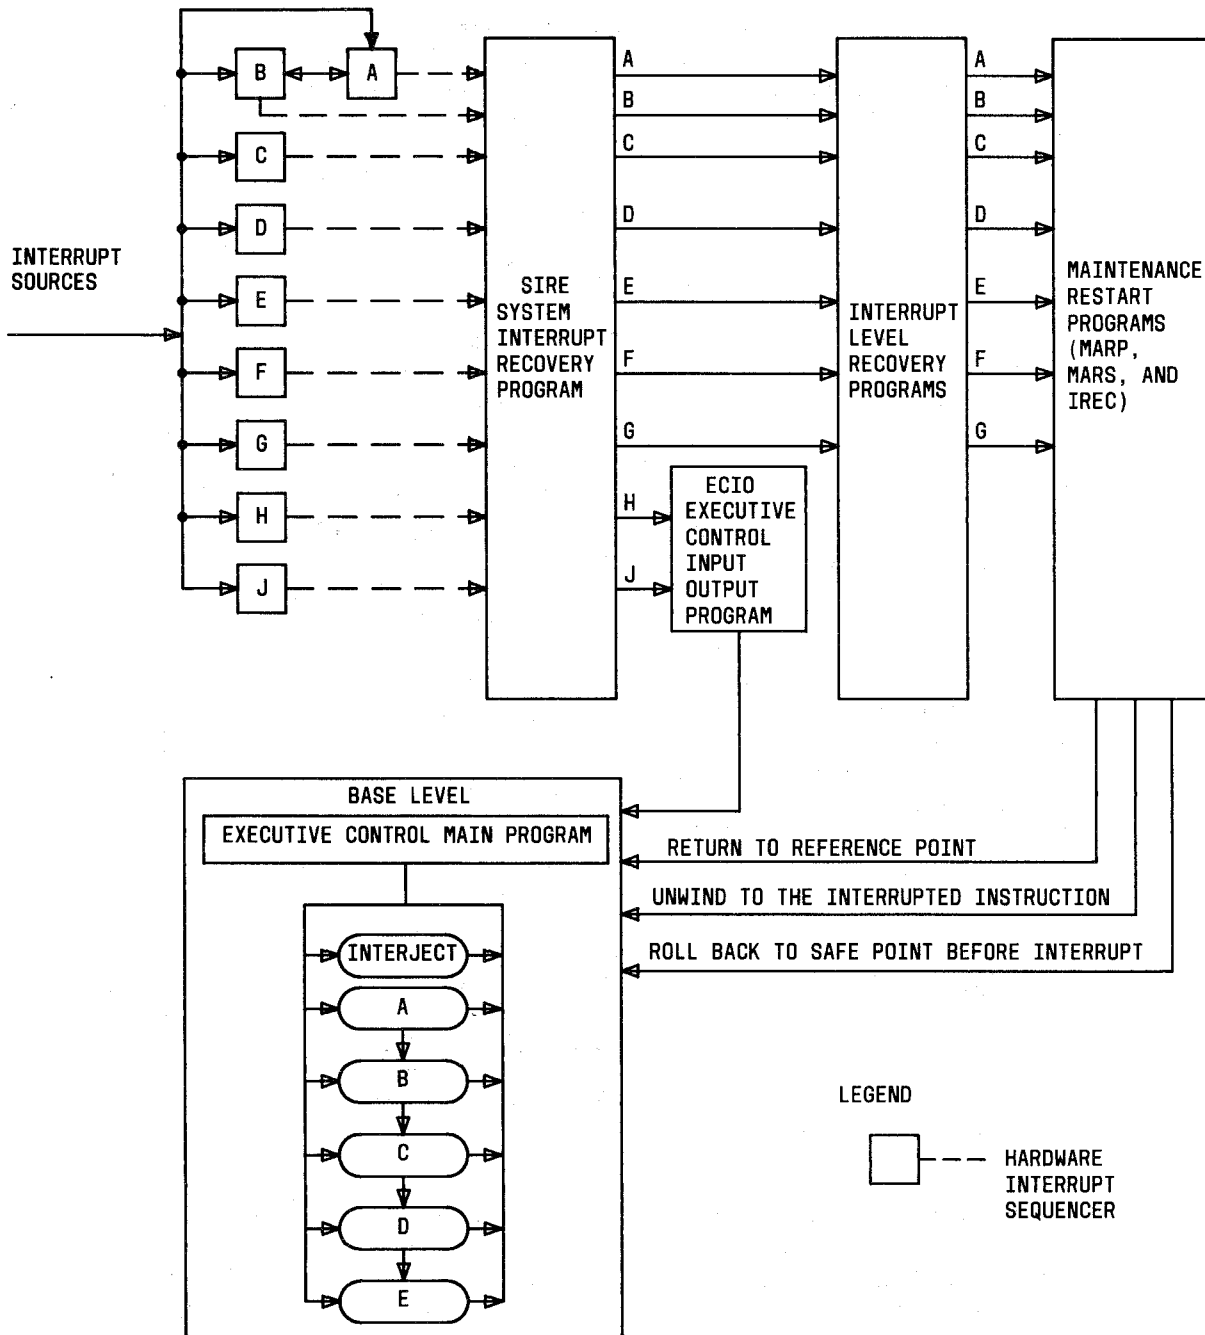 A
A
B
A
B
B
C
C
C
D
D
D
INTERRUPT
SOURCES
E
E
E
F
F
F
G
G
G
H
H
J
J
SIRE
SYSTEM
INTERRUPT
RECOVERY
PROGRAM
INTERRUPT
LEVEL
RECOVERY
PROGRAMS
MAINTENANCE
RESTART
PROGRAMS
(MARP,
MARS, AND
IREC)
ECIO
EXECUTIVE
CONTROL
INPUT
OUTPUT
PROGRAM
BASE LEVEL
EXECUTIVE CONTROL MAIN PROGRAM
RETURN TO REFERENCE POINT
UNWIND TO THE INTERRUPTED INSTRUCTION
ROLL BACK TO SAFE POINT BEFORE INTERRUPT
INTERJECT
A
B
C
D
E
LEGEND
HARDWARE
INTERRUPT
SEQUENCER